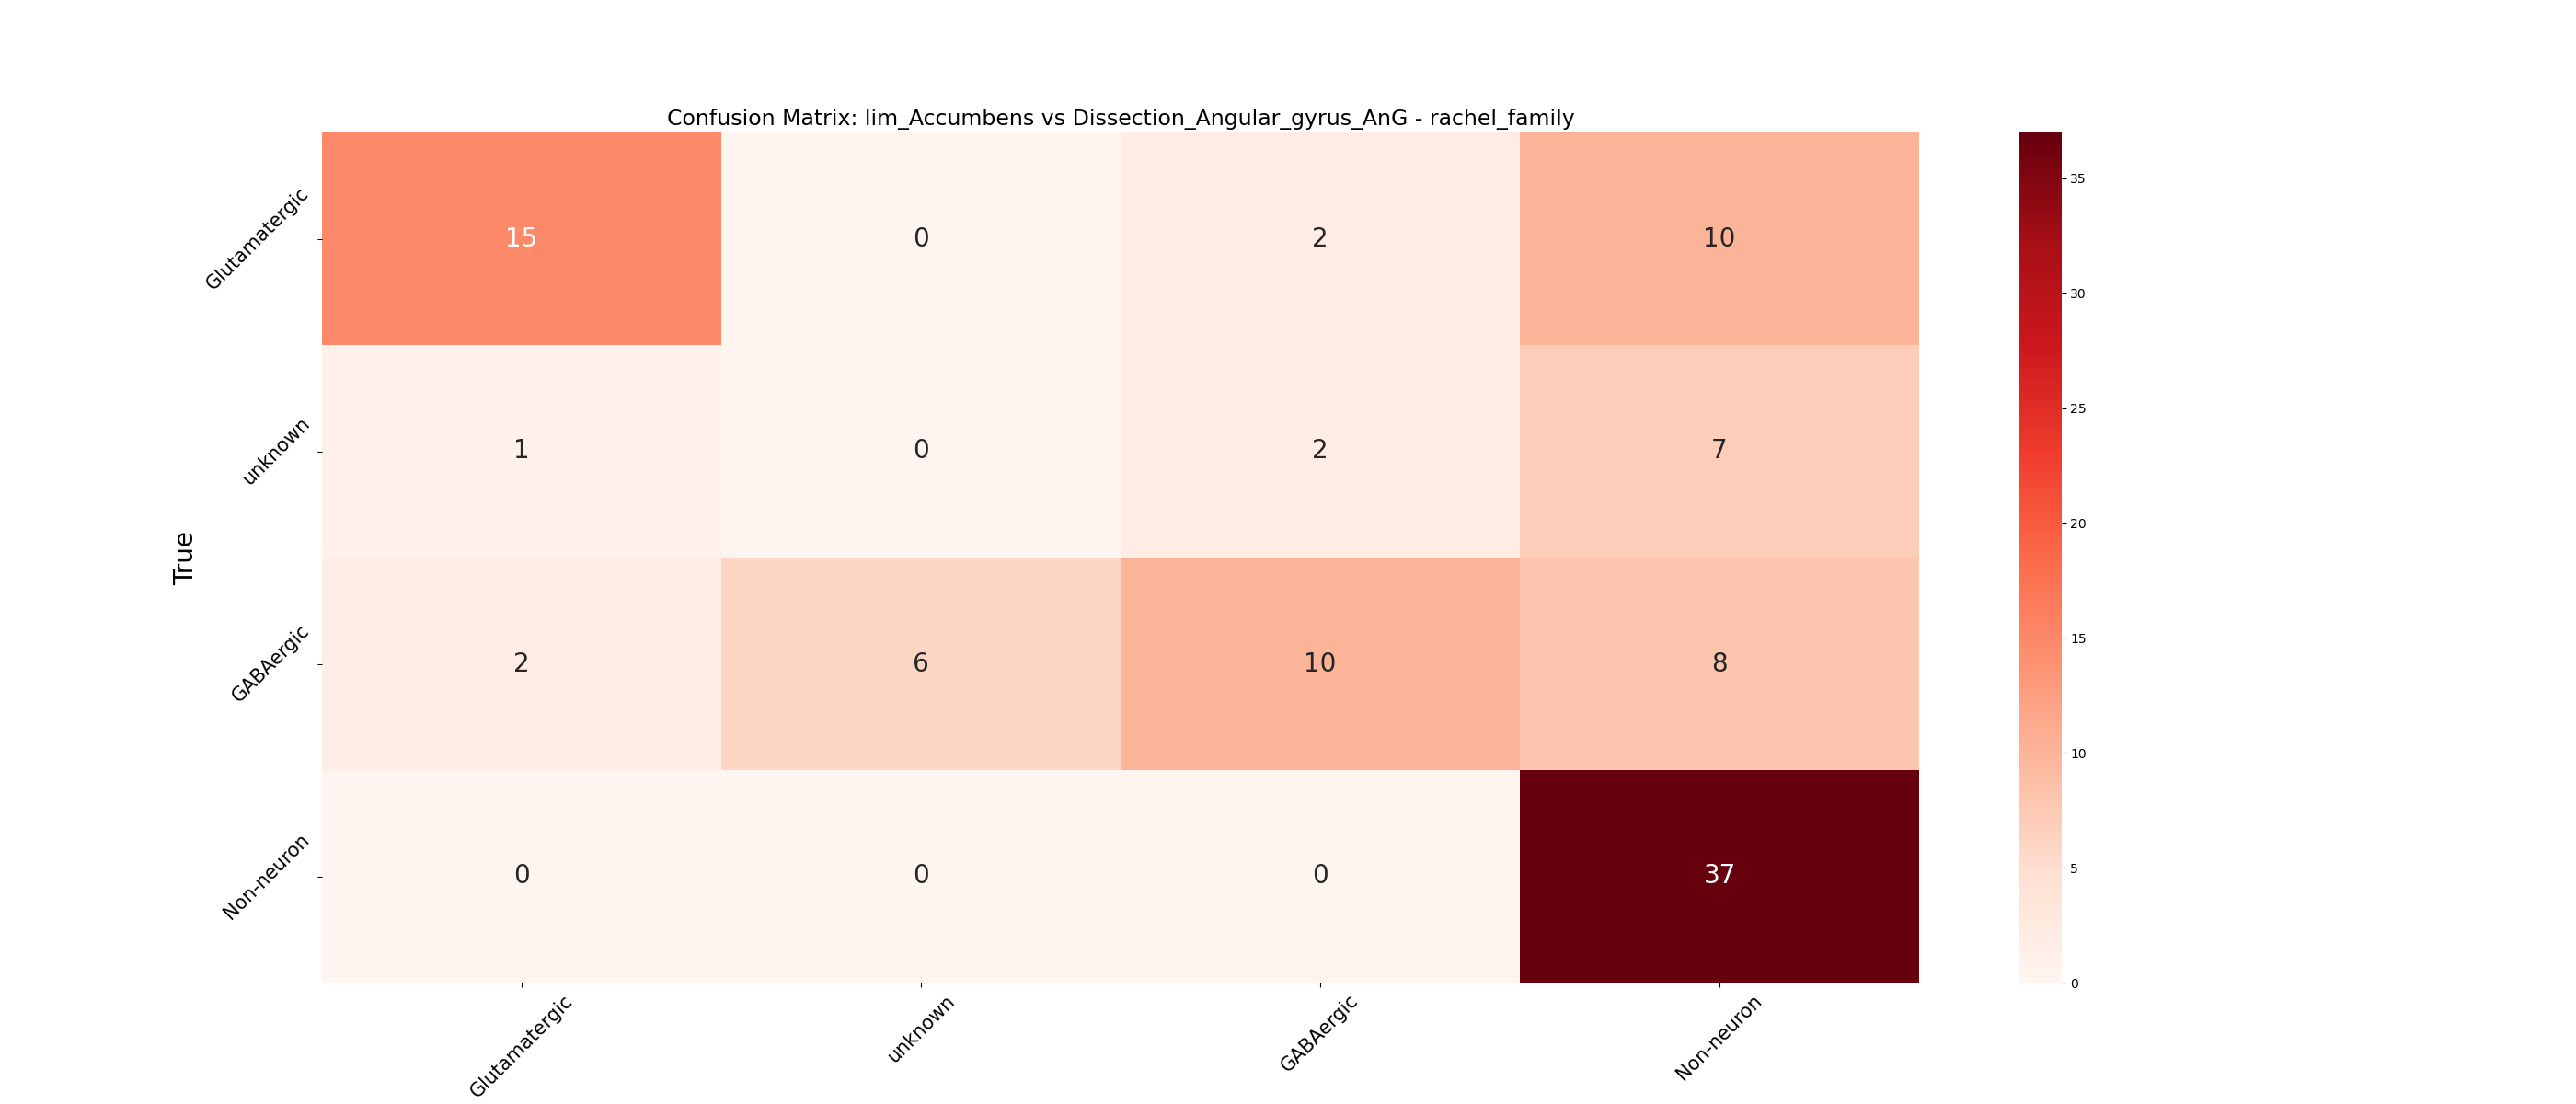 Confusion Matrix: lim_Accumbens vs Dissection_Angular_gyrus_AnG - rachel_family
True
Glutamatergic 15 0 2 10
unknown 1 0 2 7
GABAergic 2 6 10 8
Non-neuron 0 0 0 37
Glutamatergic unknown GABAergic Non-neuron
35
30
25
20
15
10
5
0